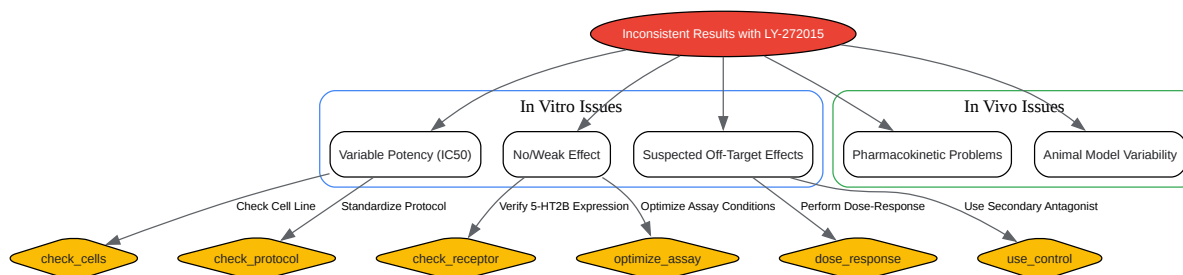 Inconsistent Results with LY-272015
In Vitro Issues
In Vivo Issues
Variable Potency (IC50)
No/Weak Effect
Suspected Off-Target Effects
Pharmacokinetic Problems
Animal Model Variability
Check Cell Line
Standardize Protocol
Verify 5-HT2B Expression
Optimize Assay Conditions
Perform Dose-Response
Use Secondary Antagonist
check_cells
check_protocol
check_receptor
optimize_assay
dose_response
use_control